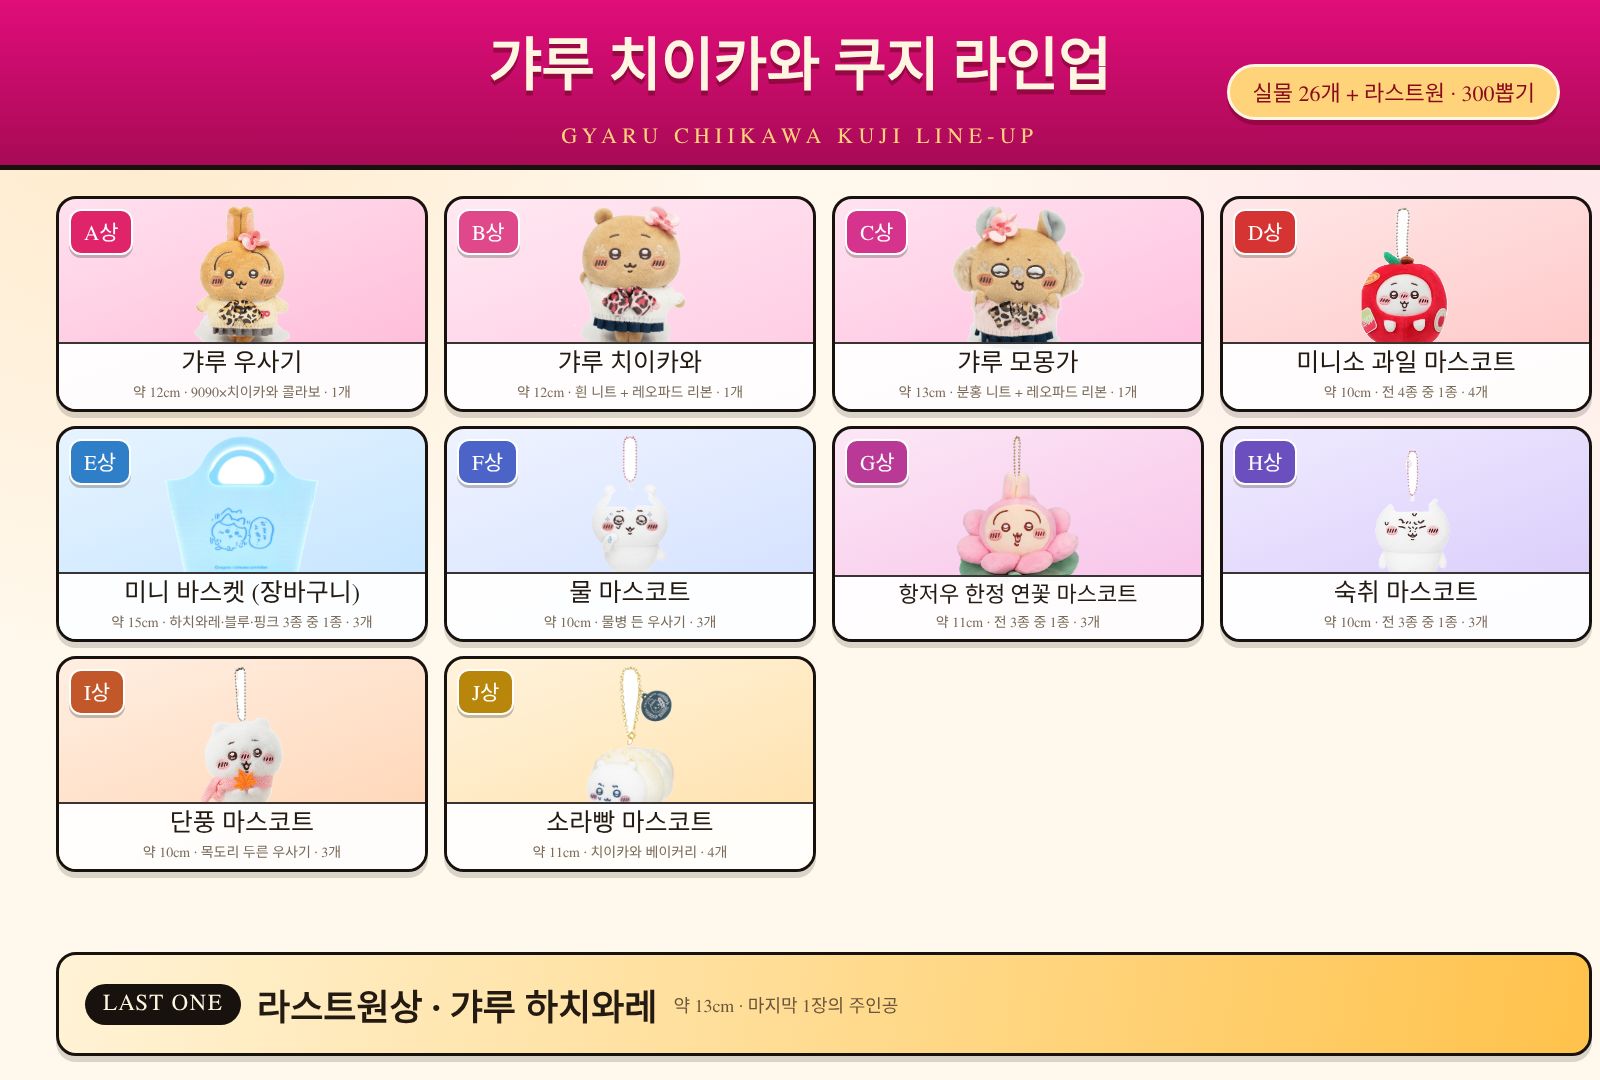 갸루 치이카와 쿠지 라인업
실물 26개 + 라스트원 · 300뽑기
GYARU CHIIKAWA KUJI LINE-UP
A상
갸루 우사기
약 12cm · 9090×치이카와 콜라보 · 1개
B상
갸루 치이카와
약 12cm · 흰 니트 + 레오파드 리본 · 1개
C상
갸루 모몽가
약 13cm · 분홍 니트 + 레오파드 리본 · 1개
D상
미니소 과일 마스코트
약 10cm · 전 4종 중 1종 · 4개
E상
미니 바스켓 (장바구니)
약 15cm · 하치와레·블루·핑크 3종 중 1종 · 3개
F상
물 마스코트
약 10cm · 물병 든 우사기 · 3개
G상
항저우 한정 연꽃 마스코트
약 11cm · 전 3종 중 1종 · 3개
H상
숙취 마스코트
약 10cm · 전 3종 중 1종 · 3개
I상
단풍 마스코트
약 10cm · 목도리 두른 우사기 · 3개
J상
소라빵 마스코트
약 11cm · 치이카와 베이커리 · 4개
LAST ONE
라스트원상 · 갸루 하치와레
약 13cm · 마지막 1장의 주인공